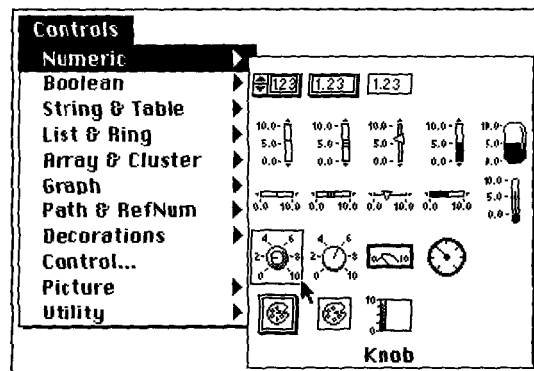 Controls
Numeric
Boolean
String & Table
List & Ring
Array & Cluster
Graph
Path & RefNum
Decorations
Control...
Picture
Utility
123 1.23 1.23
10.0 10.0 10.0 10.0 10.0
5.0 5.0 5.0 5.0 5.0
0.0 0.0 0.0 0.0 0.0
10.0
5.0
0.0
0.0 10.0 0.0 10.0 0.0 10.0 0.0 10.0
4 6 4 6
2 8 2 8 0 10
0 10 0 10
10
5
0
Knob